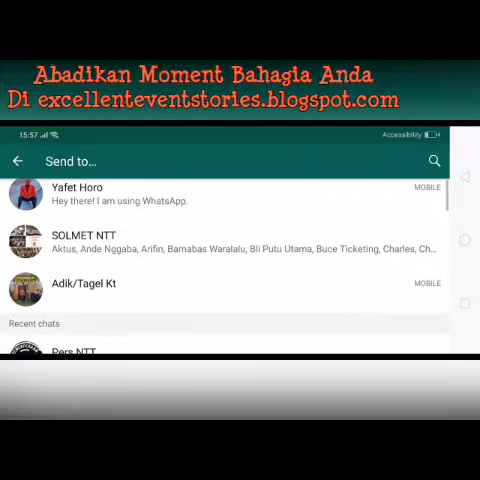 Abadikan Moment Bahagia Anda
Di excellenteventstories.blogspot.com
15:57
Accessibility
Send to...
Yafet Horo
MOBILE
Hey there! I am using WhatsApp.
SOLMET NTT
Aktus, Ande Nggaba, Arifin, Barnabas Waralalu, Bli Putu Utama, Buce Ticketing, Charles, Ch...
Adik/Tagel Kt
MOBILE
Recent chats
Pers NTT